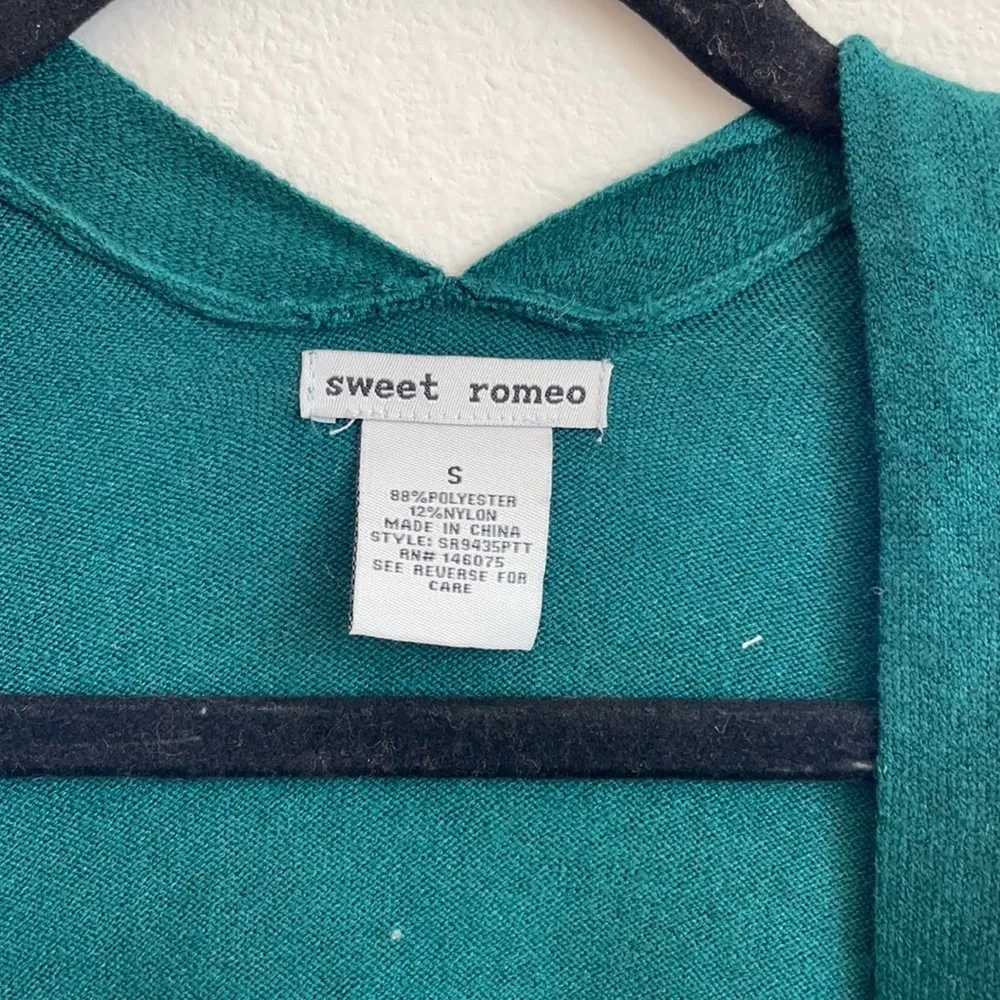 sweet romeo
S
88%POLYESTER
12%NYLON
MADE IN CHINA
STYLE: SR9435PTT
RN# 146075
SEE REVERSE FOR
CARE